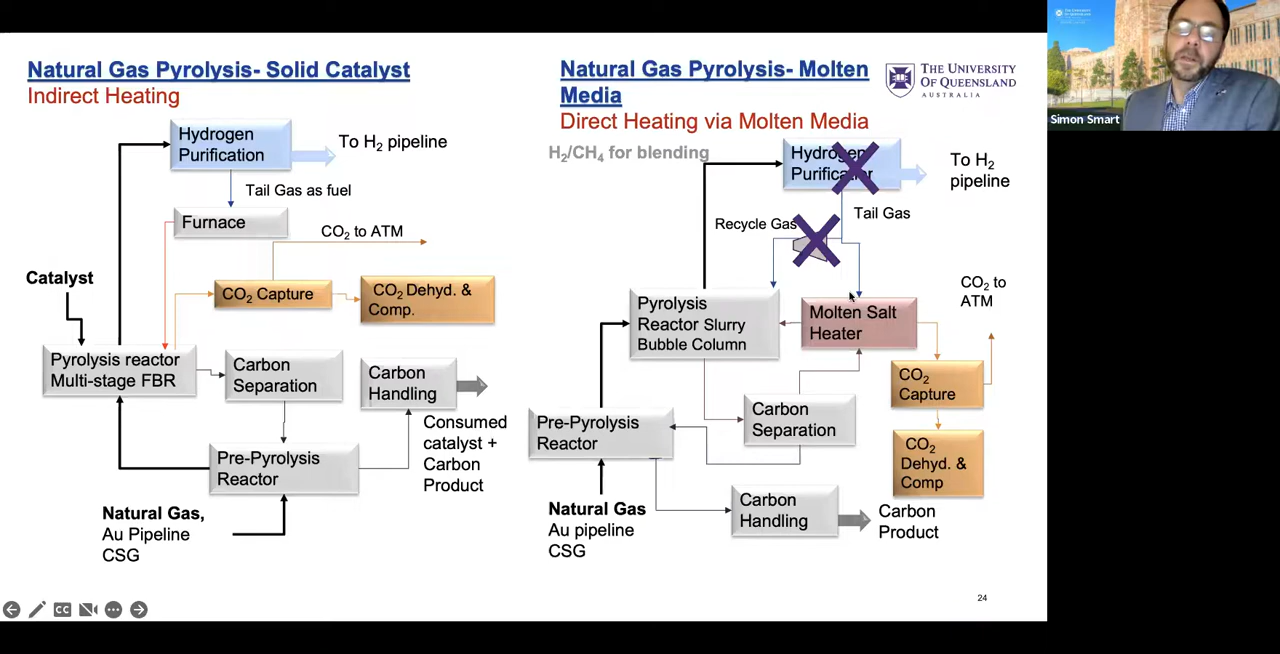 Natural Gas Pyrolysis- Solid Catalyst
Indirect Heating
Hydrogen
Purification
To H₂ pipeline
Tail Gas as fuel
Furnace
CO₂ to ATM
Catalyst
CO₂ Capture
CO₂ Dehyd. &
Comp.
Pyrolysis reactor
Multi-stage FBR
Carbon
Separation
Carbon
Handling
Consumed
catalyst +
Carbon
Product
Pre-Pyrolysis
Reactor
Natural Gas,
Au Pipeline
CSG
Natural Gas Pyrolysis- Molten
Media
Direct Heating via Molten Media
THE UNIVERSITY
OF QUEENSLAND
AUSTRALIA
H₂/CH₄ for blending
Hydrogen
Purification
To H₂
pipeline
Tail Gas
Recycle Gas
CO₂ to
ATM
Pyrolysis
Reactor Slurry
Bubble Column
Molten Salt
Heater
CO₂
Capture
Carbon
Separation
Pre-Pyrolysis
Reactor
CO₂
Dehyd. &
Comp
Natural Gas
Au pipeline
CSG
Carbon
Handling
Carbon
Product
24
CC
Simon Smart